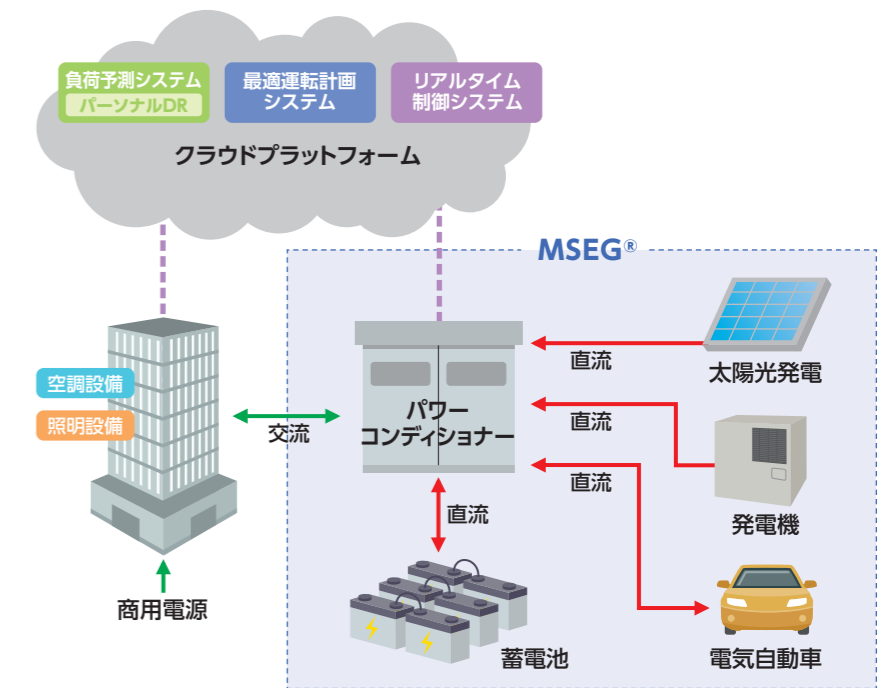 負荷予測システム
パーソナルDR
最適運転計画
システム
リアルタイム
制御システム
クラウドプラットフォーム
MSEG®
空調設備
照明設備
交流
パワー
コンディショナー
直流
太陽光発電
直流
発電機
直流
電気自動車
直流
蓄電池
商用電源